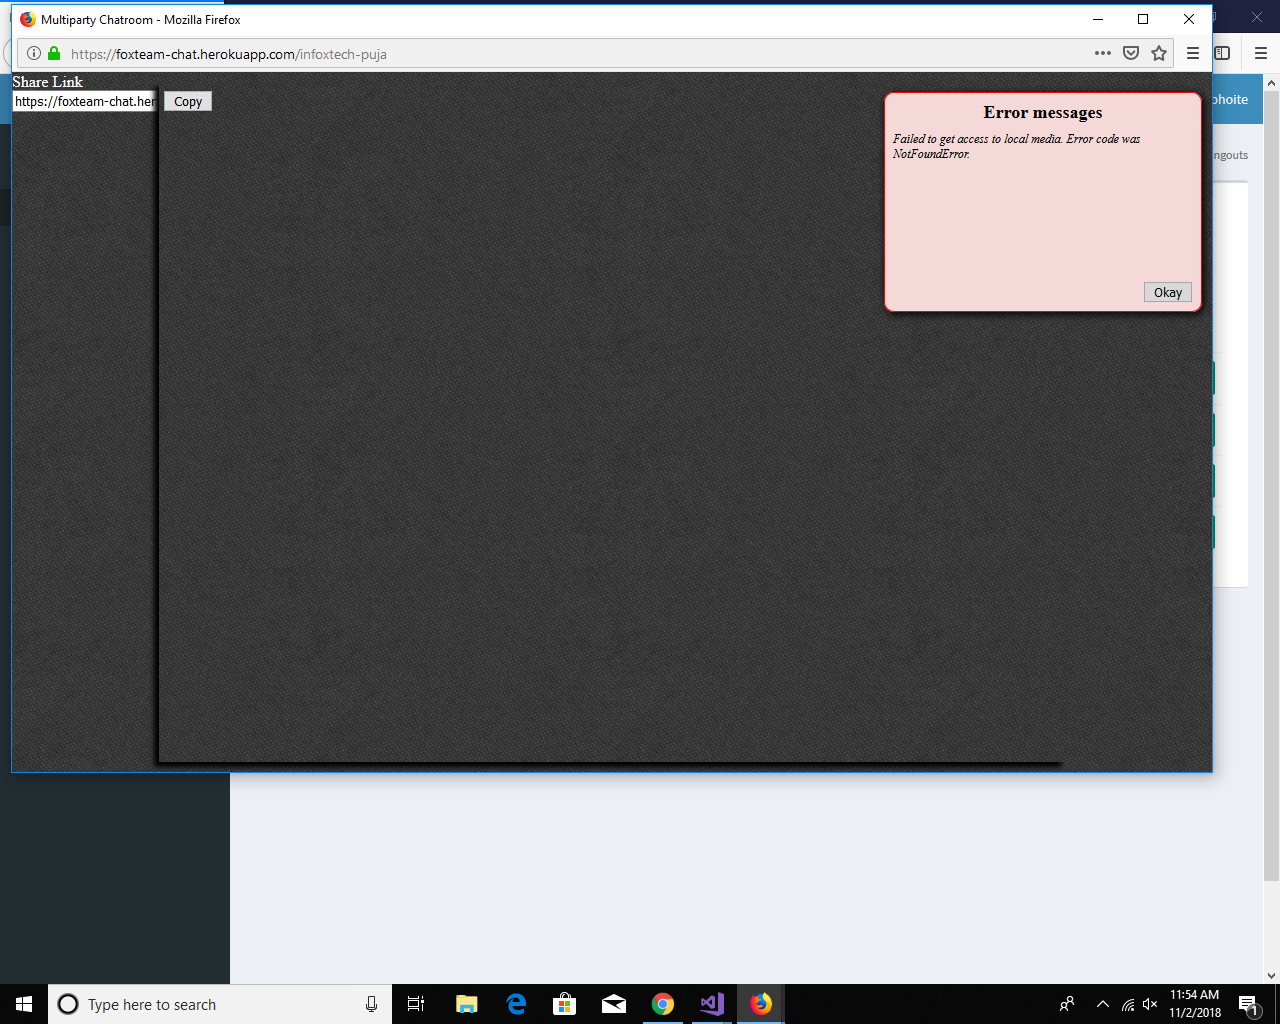 Multiparty Chatroom - Mozilla Firefox
https://foxteam-chat.herokuapp.com/infoxtech-puja
Share Link
https://foxteam-chat.her
Copy
Error messages
Failed to get access to local media. Error code was
NotFoundError.
Okay
ohoite
ngouts
Type here to search
11:54 AM
11/2/2018
1